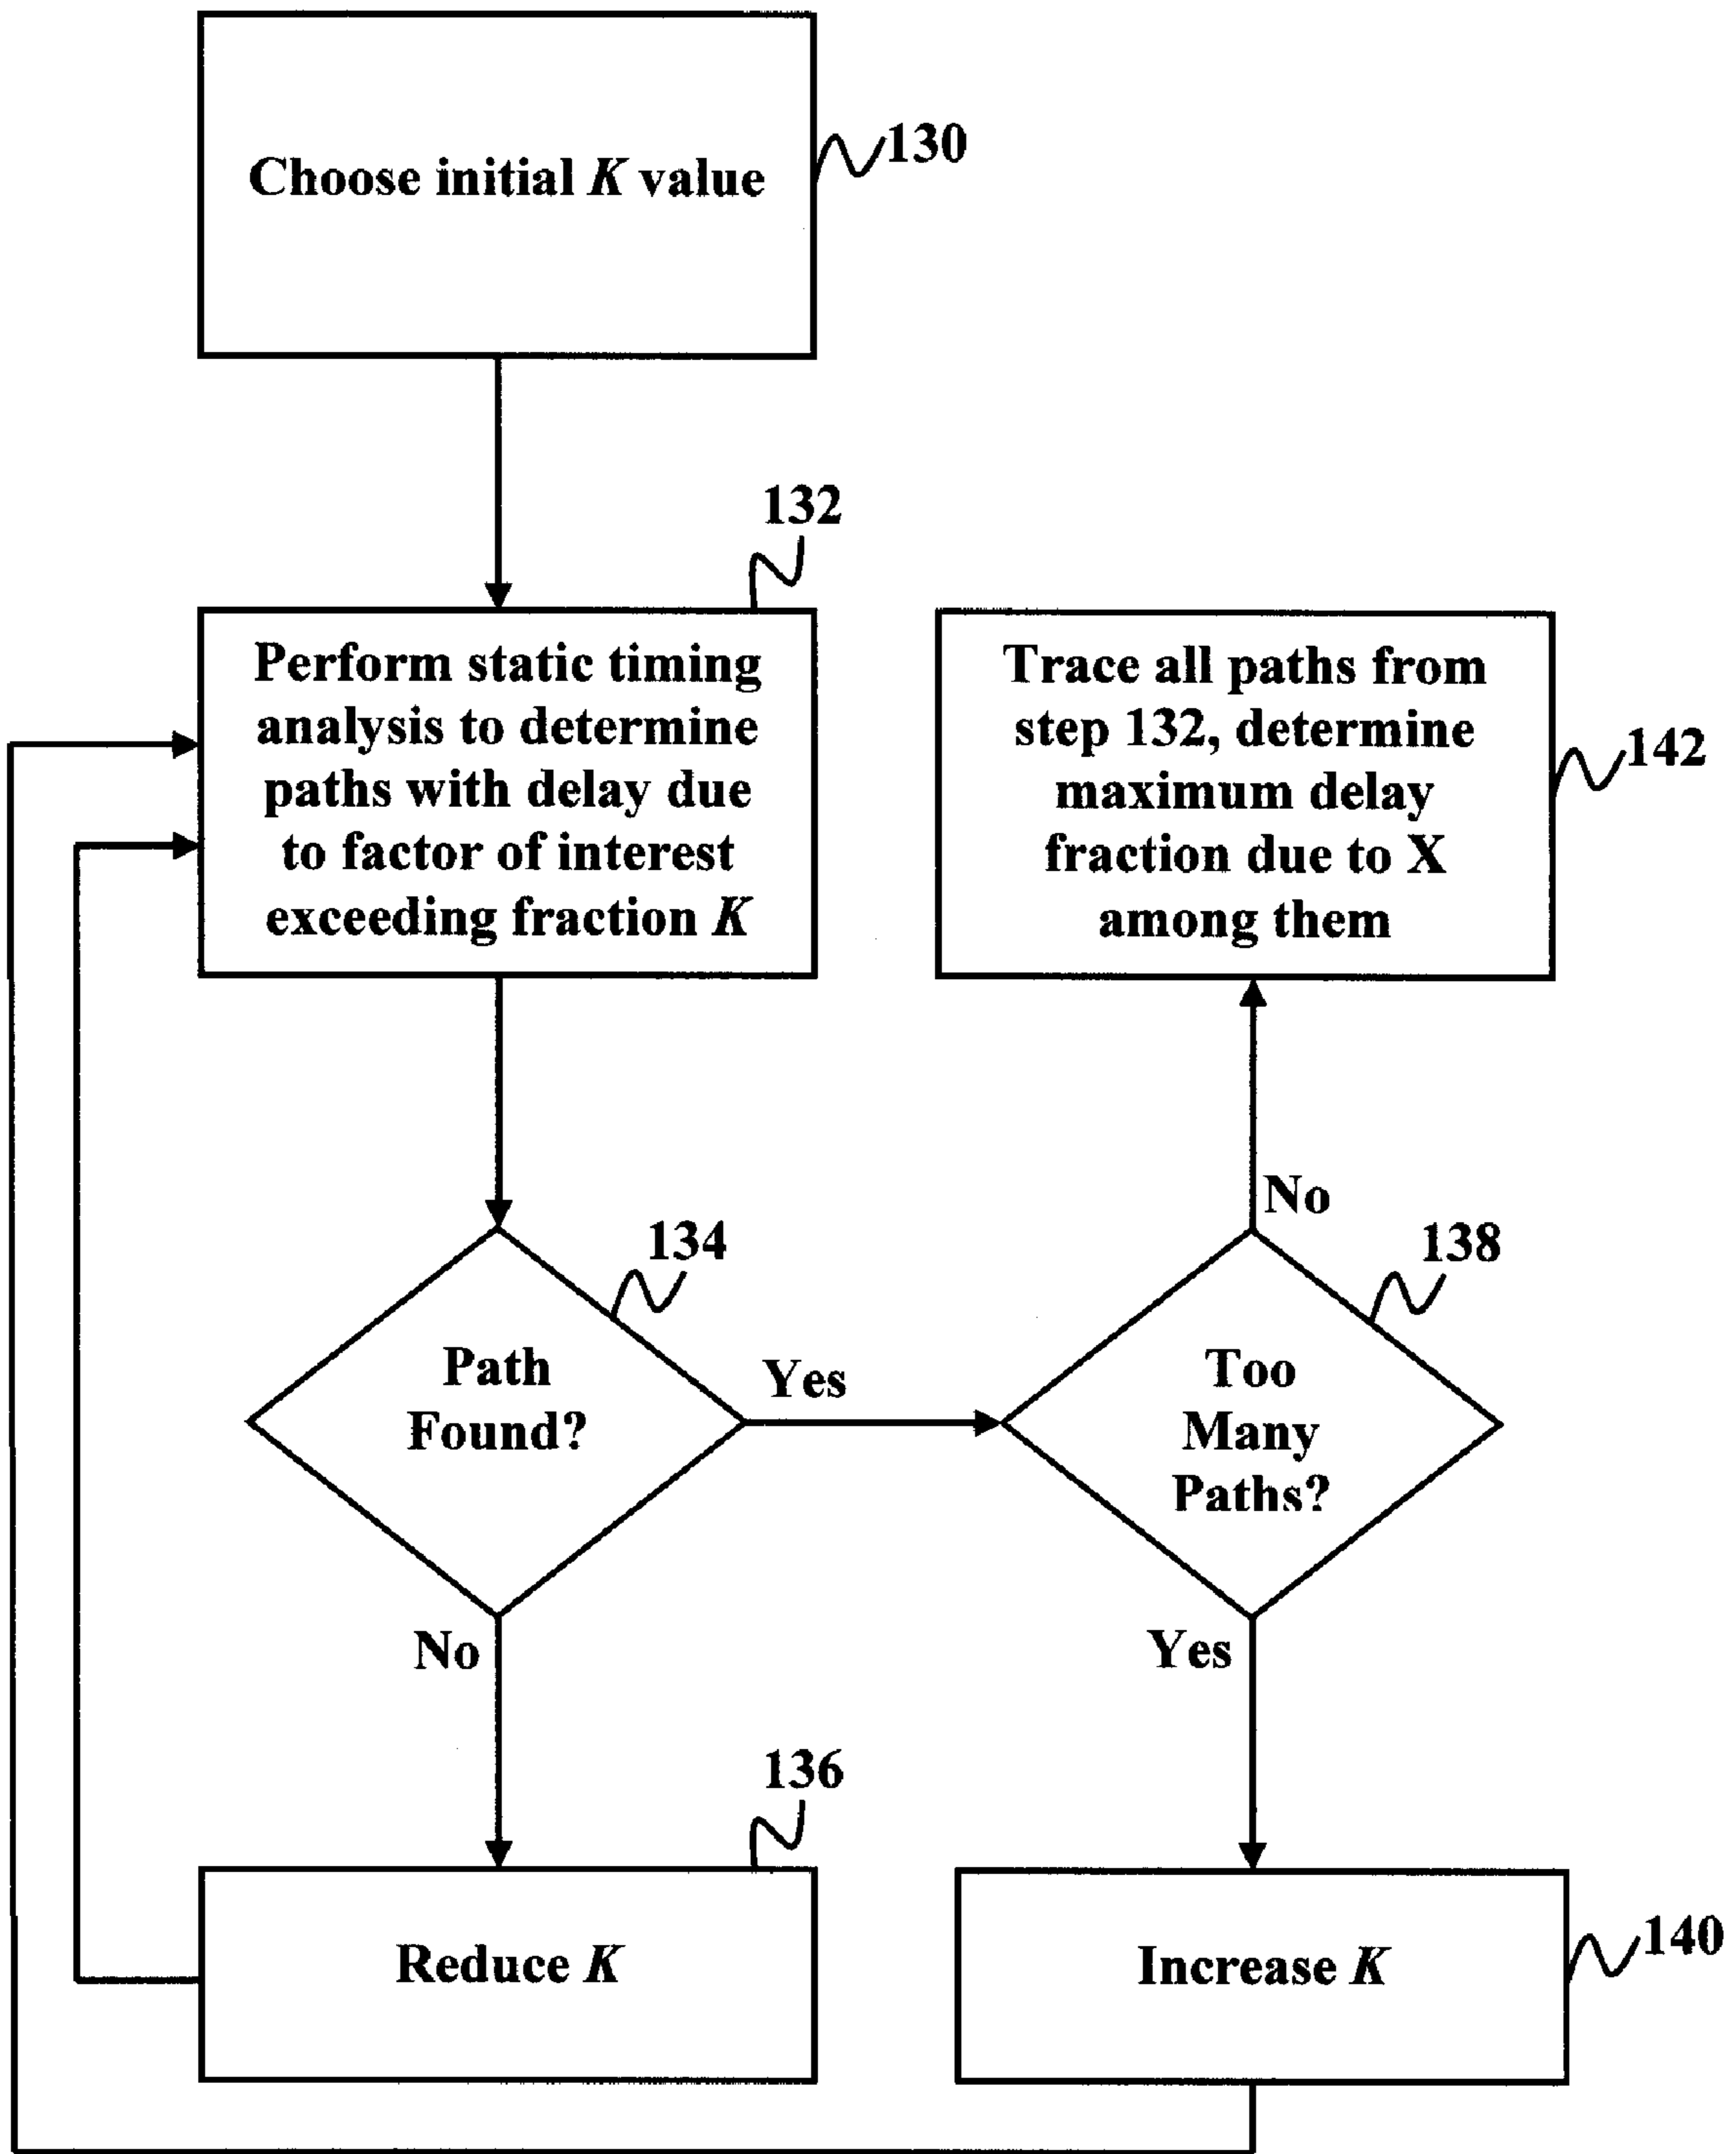 Choose initial K value
130
132
Perform static timing
analysis to determine
paths with delay due
to factor of interest
exceeding fraction K
Trace all paths from
step 132, determine
maximum delay
fraction due to X
among them
142
134
Path
Found?
Yes
No
138
Too
Many
Paths?
No
Yes
136
Reduce K
Increase K
140